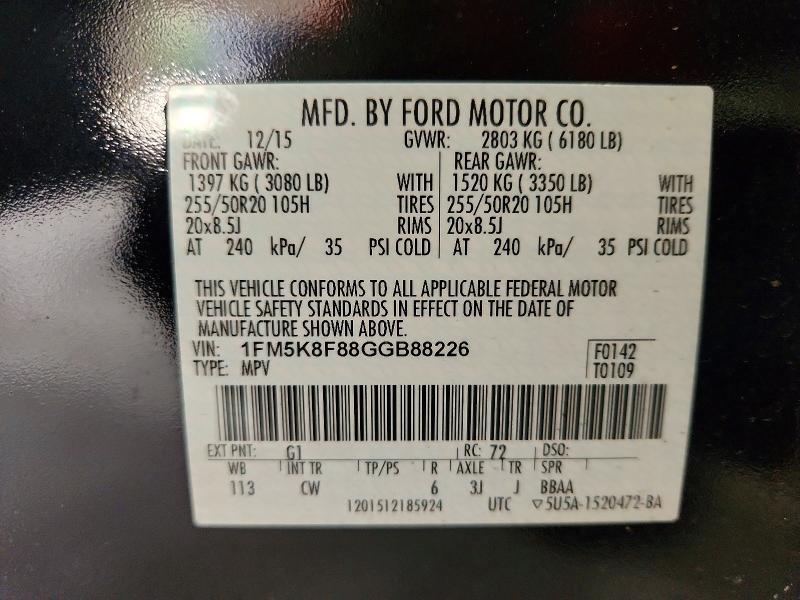 MFD. BY FORD MOTOR CO.
DATE: 12/15 GVWR: 2803 KG ( 6180 LB)
FRONT GAWR: REAR GAWR:
1397 KG ( 3080 LB) WITH 1520 KG ( 3350 LB) WITH
255/50R20 105H TIRES 255/50R20 105H TIRES
20x8.5J RIMS 20x8.5J RIMS
AT 240 kPa/ 35 PSI COLD AT 240 kPa/ 35 PSI COLD
THIS VEHICLE CONFORMS TO ALL APPLICABLE FEDERAL MOTOR
VEHICLE SAFETY STANDARDS IN EFFECT ON THE DATE OF
MANUFACTURE SHOWN ABOVE.
VIN: 1FM5K8F88GGB88226 F0142
TYPE: MPV T0109
EXT PNT: G1 RC: 72 DSO:
WB INT TR TP/PS R AXLE TR SPR
113 CW 6 3J J BBAA
1201512185924 UTC ▽5U5A-1520472-BA